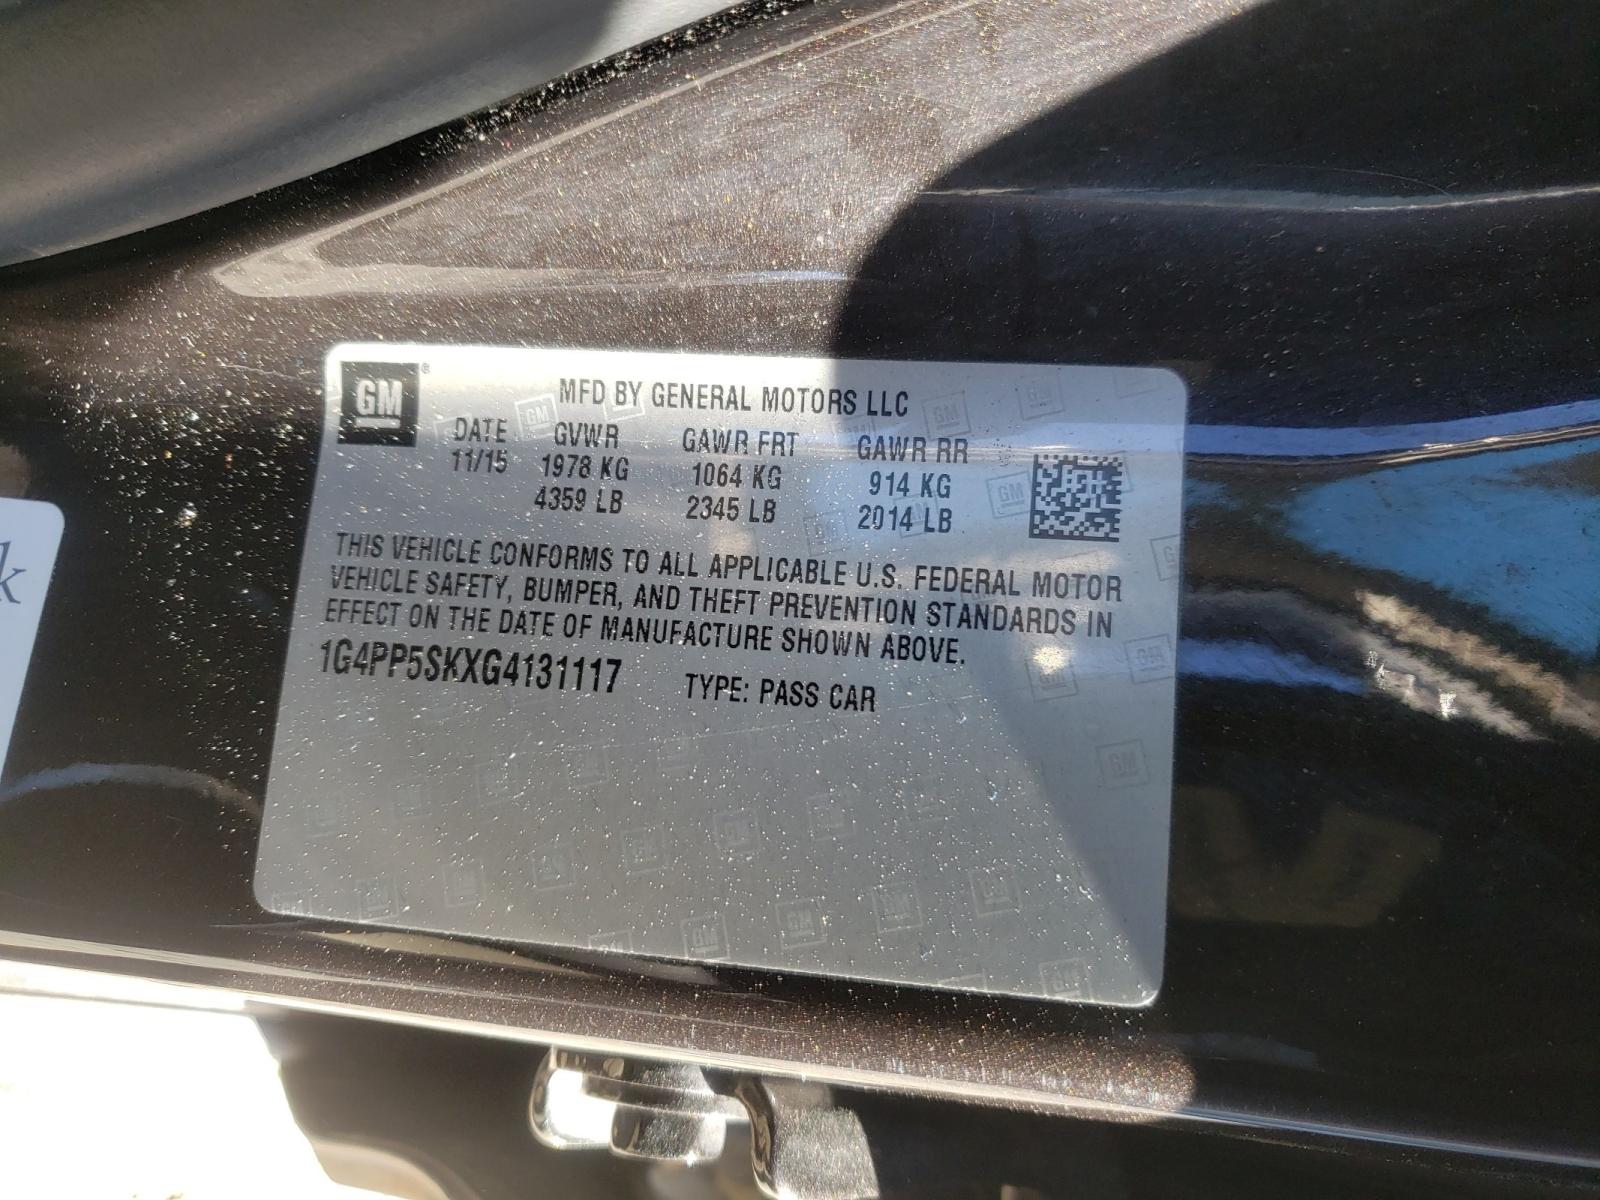 GM
MFD BY GENERAL MOTORS LLC
DATE GVWR GAWR FRT GAWR RR
11/15 1978 KG 1064 KG 914 KG
4359 LB 2345 LB 2014 LB
THIS VEHICLE CONFORMS TO ALL APPLICABLE U.S. FEDERAL MOTOR
VEHICLE SAFETY, BUMPER, AND THEFT PREVENTION STANDARDS IN
EFFECT ON THE DATE OF MANUFACTURE SHOWN ABOVE.
1G4PP5SKXG4131117 TYPE: PASS CAR